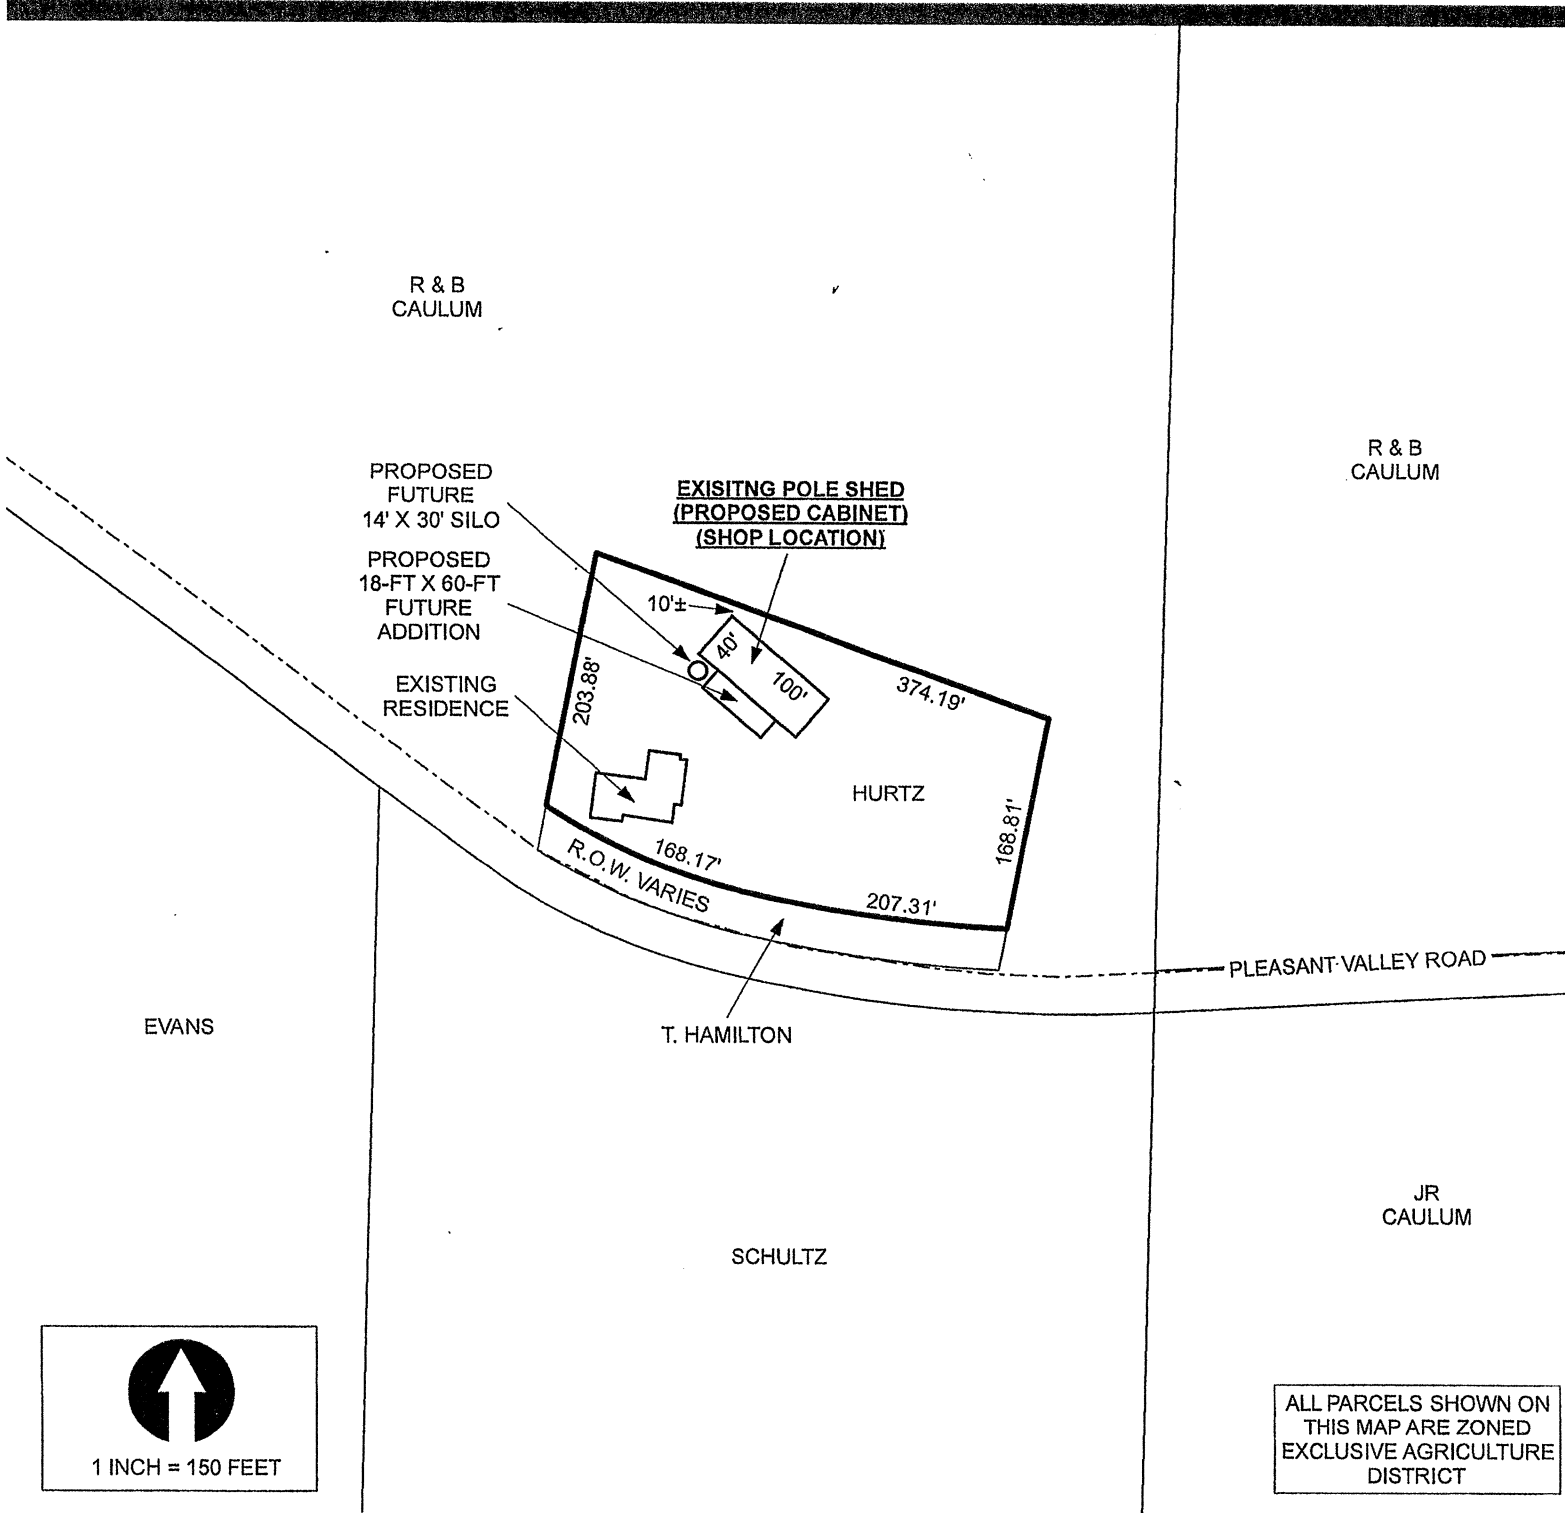 R & B
CAULUM
R & B
CAULUM
PROPOSED
FUTURE
14' X 30' SILO
EXISITNG POLE SHED
(PROPOSED CABINET)
(SHOP LOCATION)
PROPOSED
18-FT X 60-FT
FUTURE
ADDITION
10'±
40'
100'
EXISTING
RESIDENCE
203.88'
374.19'
HURTZ
168.81'
168.17'
R.O.W. VARIES
207.31'
PLEASANT VALLEY ROAD
EVANS
T. HAMILTON
JR
CAULUM
SCHULTZ
1 INCH = 150 FEET
ALL PARCELS SHOWN ON
THIS MAP ARE ZONED
EXCLUSIVE AGRICULTURE
DISTRICT